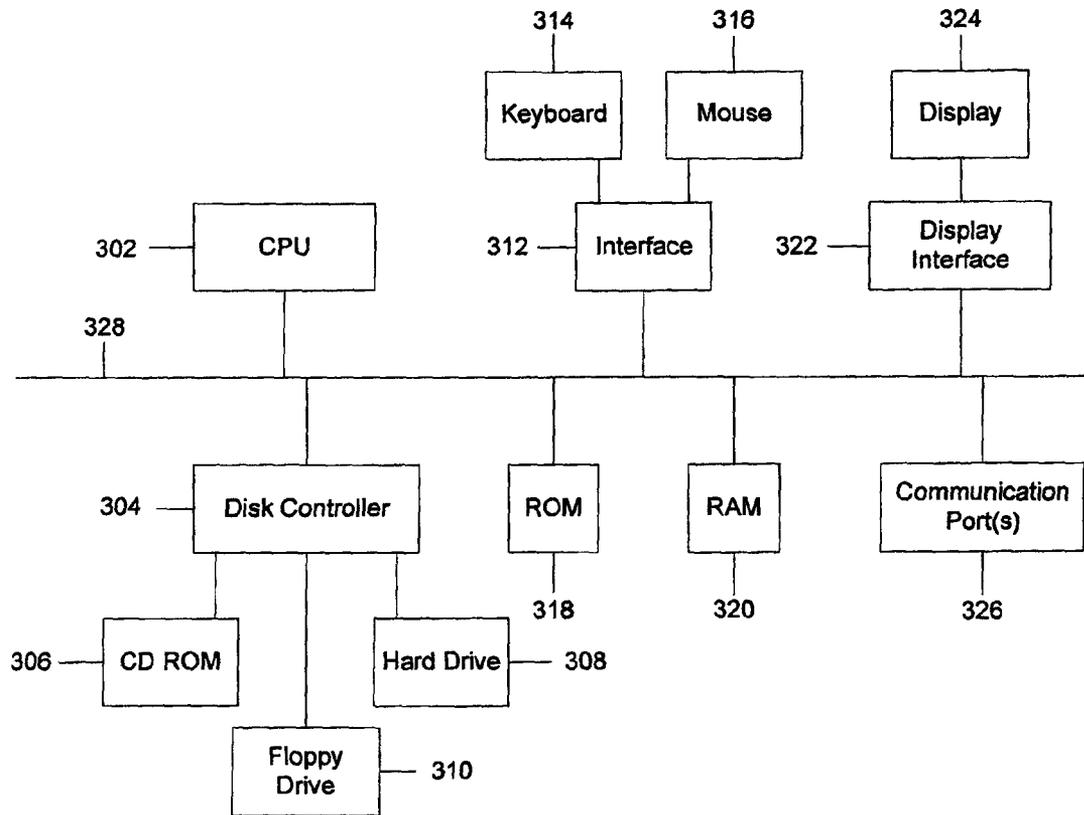 314
316
324
Keyboard
Mouse
Display
302
CPU
312
Interface
322
Display
Interface
328
304
Disk Controller
ROM
RAM
Communication
Port(s)
318
320
326
306
CD ROM
Hard Drive
308
Floppy
Drive
310